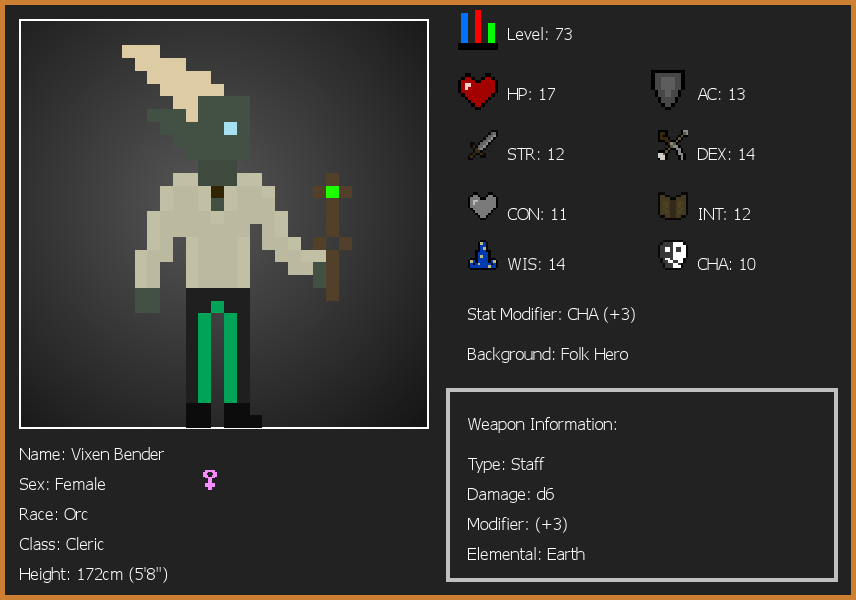 Level: 73
HP: 17
AC: 13
STR: 12
DEX: 14
CON: 11
INT: 12
WIS: 14
CHA: 10
Stat Modifier: CHA (+3)
Background: Folk Hero
Weapon Information:
Type: Staff
Damage: d6
Modifier: (+3)
Elemental: Earth
Name: Vixen Bender
Sex: Female
Race: Orc
Class: Cleric
Height: 172cm (5'8")